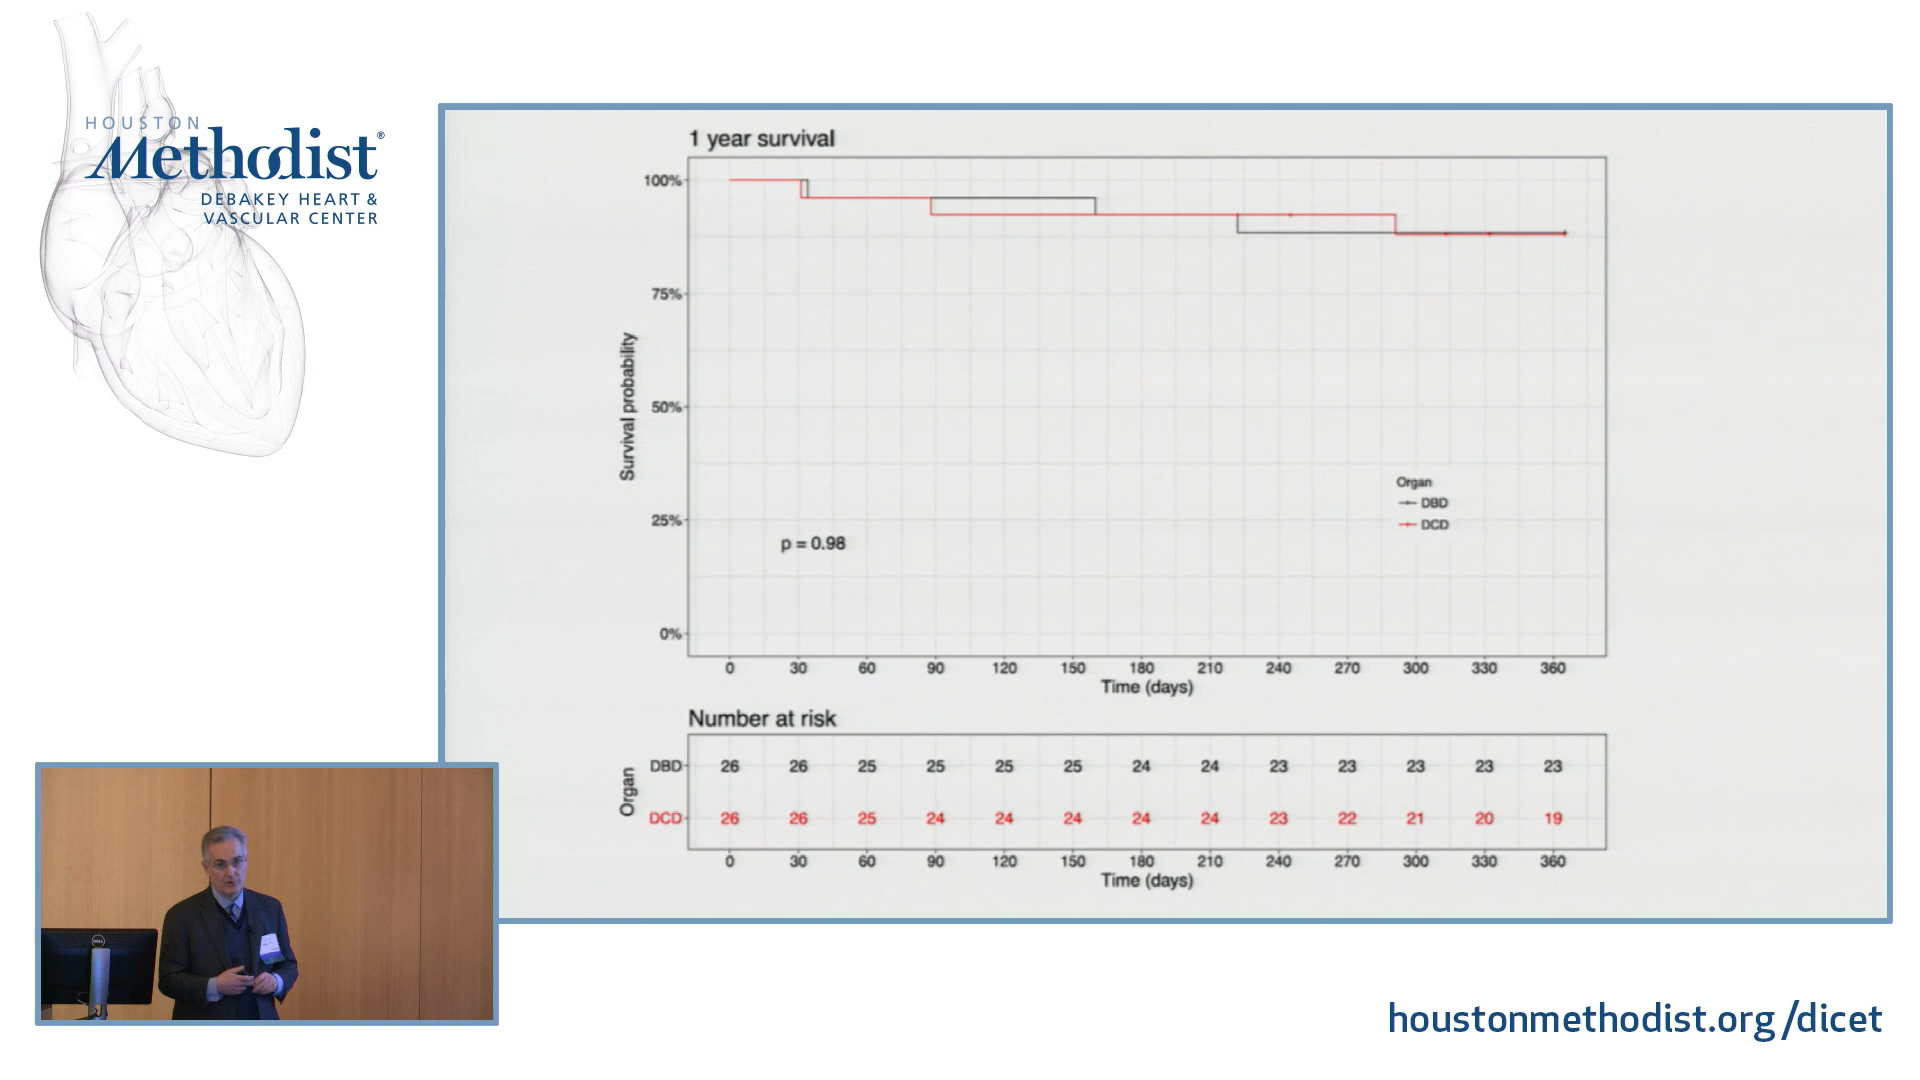 HOUSTON
Methodist®
DEBAKEY HEART &
VASCULAR CENTER
1 year survival
100%
75%
50%
25%
0%
Survival probability
p = 0.98
Organ
DBD
DCD
0 30 60 90 120 150 180 210 240 270 300 330 360
Time (days)
Number at risk
Organ
DBD 26 26 25 25 25 25 24 24 23 23 23 23 23
DCD 26 26 25 24 24 24 24 24 23 22 21 20 19
0 30 60 90 120 150 180 210 240 270 300 330 360
Time (days)
DELL
houstonmethodist.org/dicet